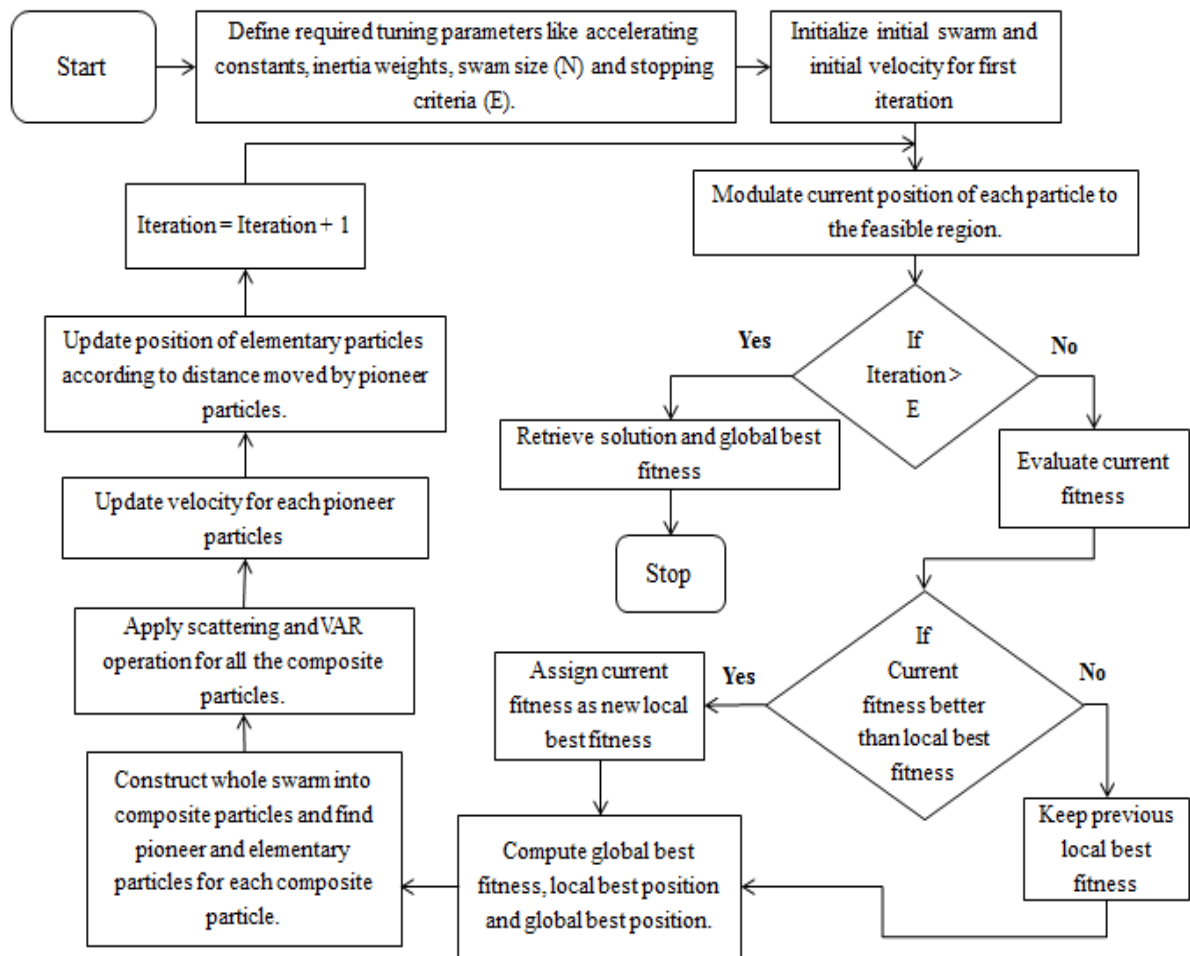 Start
Define required tuning parameters like accelerating
constants, inertia weights, swam size (N) and stopping
criteria (E).
Initialize initial swarm and
initial velocity for first
iteration
Modulate current position of each particle to
the feasible region.
If
Iteration >
E
Yes
No
Retrieve solution and global best
fitness
Stop
Evaluate current
fitness
If
Current
fitness better
than local best
fitness
Yes
No
Assign current
fitness as new local
best fitness
Keep previous
local best
fitness
Compute global best
fitness, local best position
and global best position.
Construct whole swarm into
composite particles and find
pioneer and elementary
particles for each composite
particle.
Apply scattering and VAR
operation for all the composite
particles.
Update velocity for each pioneer
particles
Update position of elementary particles
according to distance moved by pioneer
particles.
Iteration = Iteration + 1